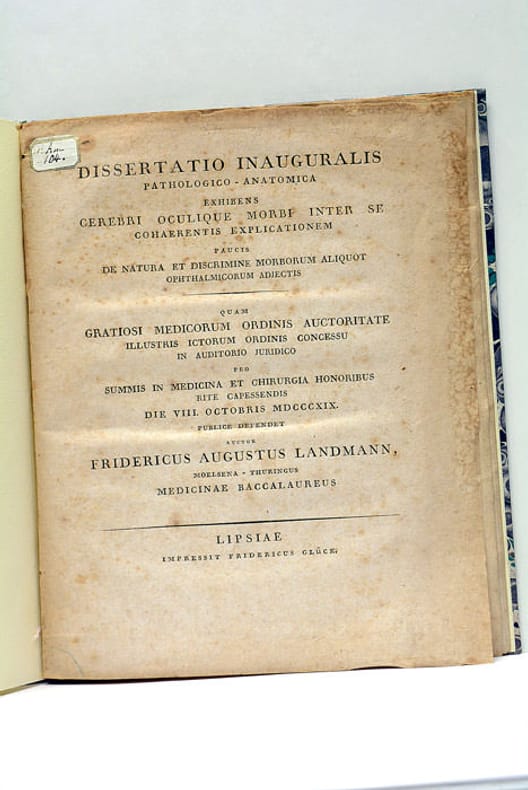 104.
DISSERTATIO INAUGURALIS
PATHOLOGICO - ANATOMICA
EXHIBENS
CEREBRI OCULIQUE MORBI INTER SE
COHAERENTIS EXPLICATIONEM
PAUCIS
DE NATURA ET DISCRIMINE MORBORUM ALIQUOT
OPHTHALMICORUM ADJECTIS
QUAM
GRATIOSI MEDICORUM ORDINIS AUCTORITATE
ILLUSTRIS ICTORUM ORDINIS CONCESSU
IN AUDITORIO JURIDICO
PRO
SUMMIS IN MEDICINA ET CHIRURGIA HONORIBUS
RITE CAPESSENDIS
DIE VIII. OCTOBRIS MDCCCXIX.
PUBLICE DEFENDET
AUCTOR
FRIDERICUS AUGUSTUS LANDMANN,
MOELSENA - THURINGUS
MEDICINAE BACCALAUREUS
LIPSIAE
IMPRESSIT FRIDERICUS GLÜCK.